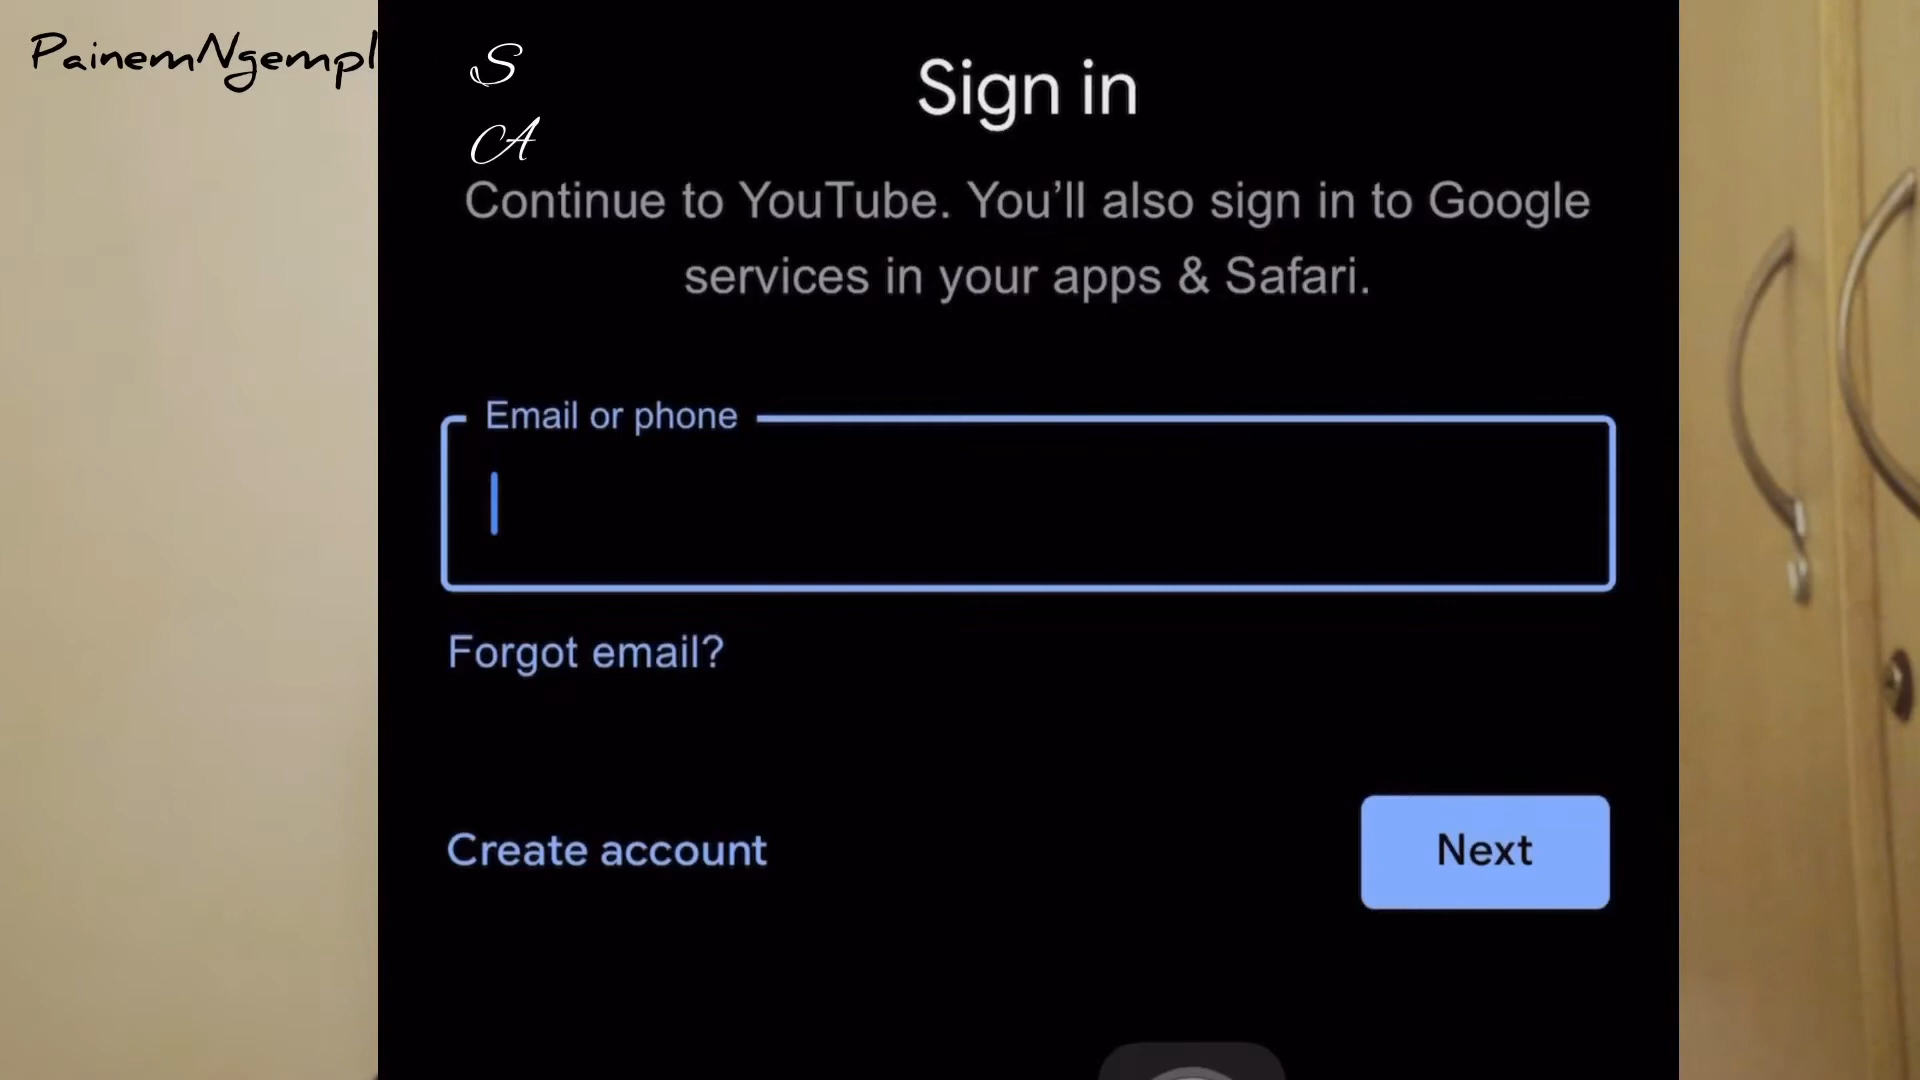 PainemNgempl
S
Sign in
A
Continue to YouTube. You’ll also sign in to Google
services in your apps & Safari.
Email or phone
Forgot email?
Create account
Next